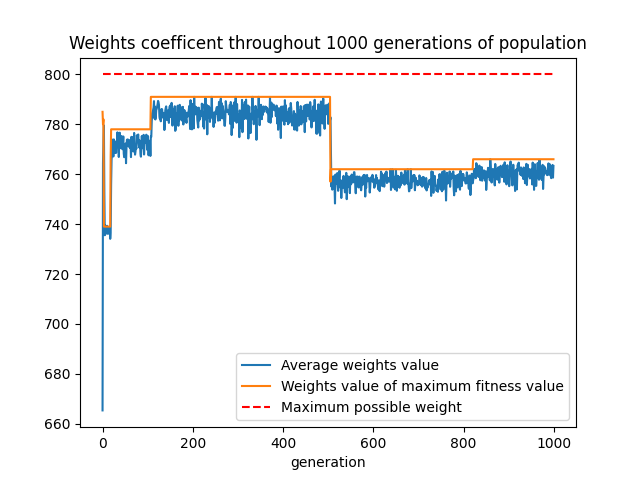 Weights coefficent throughout 1000 generations of population
800
780
760
740
720
700
680
660
0 200 400 600 800 1000
generation
Average weights value
Weights value of maximum fitness value
Maximum possible weight